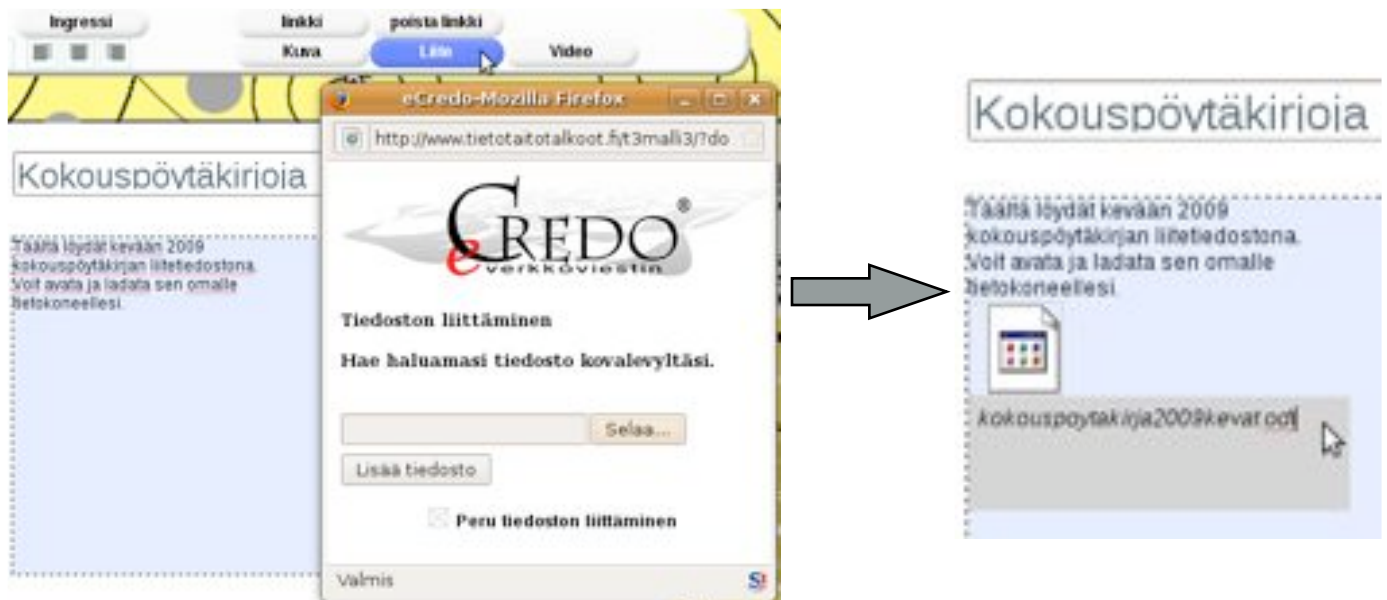 Ingressi
linkki
poista linkki
Kuva
Liite
Video
eCredo-Mozilla Firefox
http://www.tietotaitotalkoot.fi/t3malli3/?do
Kokouspöytäkirjoja
Täältä löydät kevään 2009
kokouspöytäkirjan liitetiedostona.
Voit avata ja ladata sen omalle
tietokoneellesi.
eCREDO®
verkkoviestin
Tiedoston liittäminen
Hae haluamasi tiedosto kovalevyltäsi.
Selaa...
Lisää tiedosto
Peru tiedoston liittäminen
Valmis
Kokouspöytäkirjoja
Täältä löydät kevään 2009
kokouspöytäkirjan liitetiedostona.
Voit avata ja ladata sen omalle
tietokoneellesi.
kokouspoytakirja2009kevat.odt